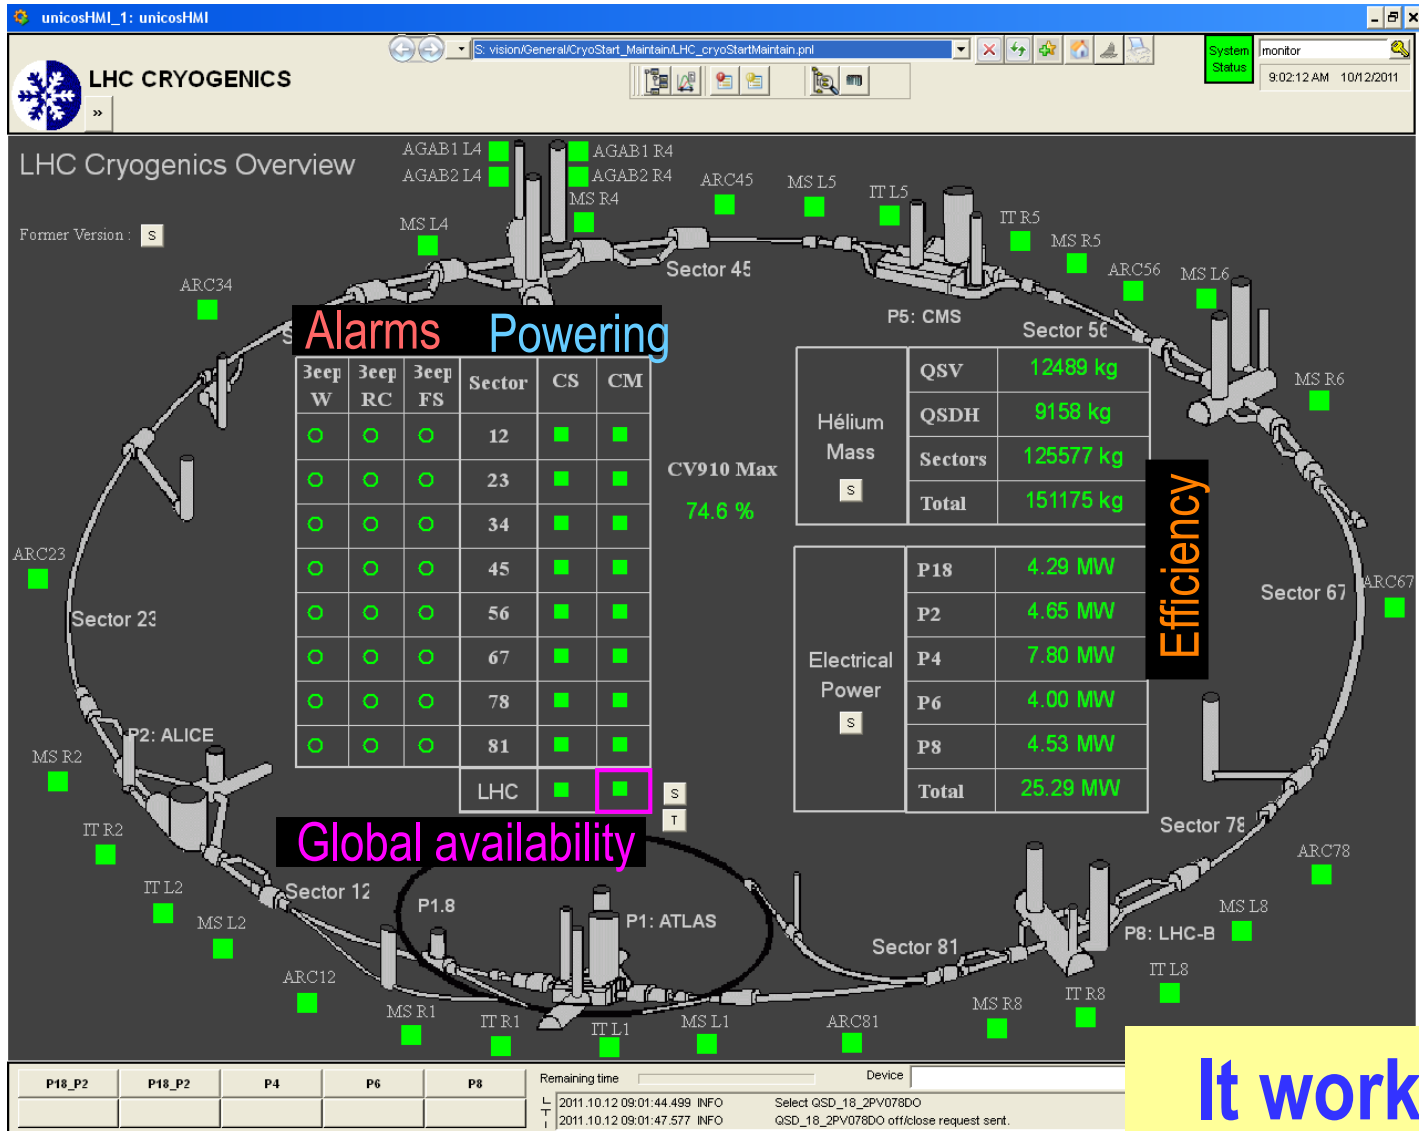 unicosHMI_1: unicosHMI
S: vision/General/CryoStart_Maintain/LHC_cryoStartMaintain.pnl
System
Status
monitor
9:02:12 AM 10/12/2011
LHC CRYOGENICS
»
LHC Cryogenics Overview
Former Version : S
AGAB1 L4
AGAB1 R4
AGAB2 L4
AGAB2 R4
MS R4
MS L4
ARC45
MS L5
IT L5
IT R5
MS R5
ARC56
MS L6
MS R6
ARC34
Sector 45
P5: CMS
Sector 56
Alarms Powering
Beep W Beep RC Beep FS Sector CS CM
12
23
34
45
56
67
78
81
LHC
S
T
CV910 Max
74.6 %
Hélium
Mass
S
QSV 12489 kg
QSDH 9158 kg
Sectors 125577 kg
Total 151175 kg
Efficiency
Electrical
Power
S
P18 4.29 MW
P2 4.65 MW
P4 7.80 MW
P6 4.00 MW
P8 4.53 MW
Total 25.29 MW
Global availability
ARC23
Sector 23
Sector 67
ARC67
P2: ALICE
MS R2
IT R2
IT L2
MS L2
Sector 12
ARC12
MS R1
IT R1
P1.8
P1: ATLAS
IT L1
MS L1
ARC81
Sector 81
MS R8
IT R8
IT L8
P8: LHC-B
MS L8
ARC78
Sector 78
P18_P2 P18_P2 P4 P6 P8
Remaining time
Device
2011.10.12 09:01:44.499 INFO Select QSD_18_2PV078DO
2011.10.12 09:01:47.577 INFO QSD_18_2PV078DO off/close request sent.
It work